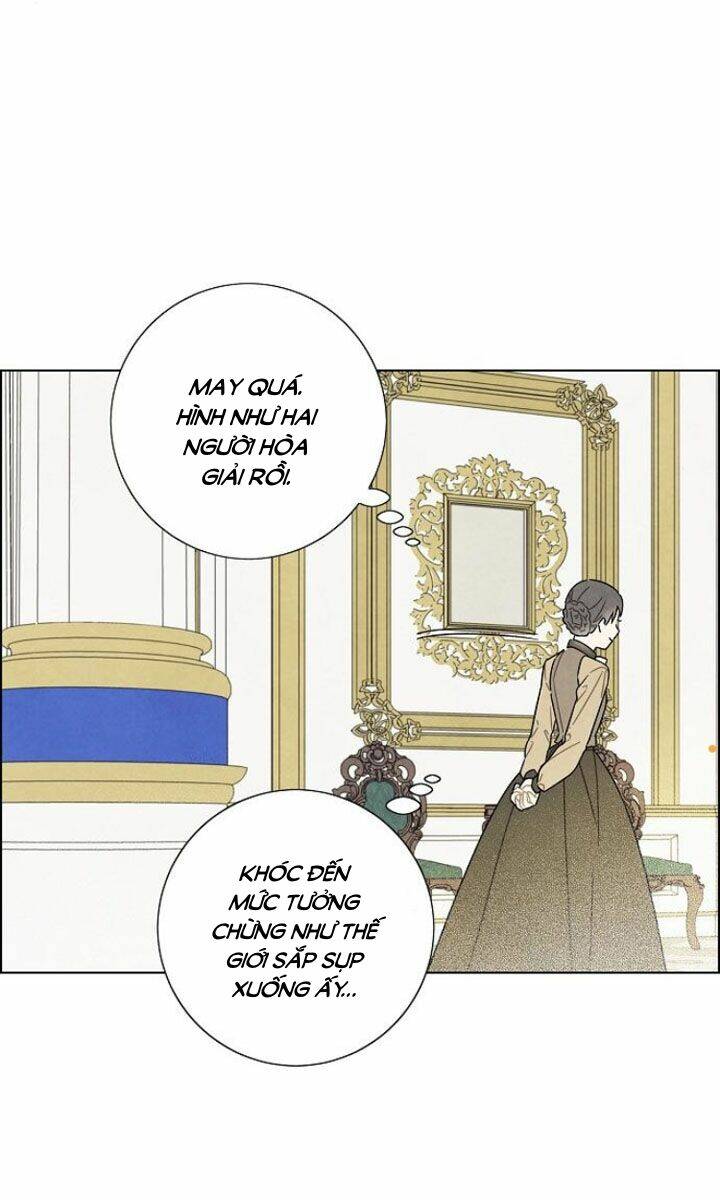 MAY QUÁ.
HÌNH NHƯ HAI
NGƯỜI HÒA
GIẢI RỒI.
KHÓC ĐẾN
MỨC TƯỞNG
CHỪNG NHƯ THẾ
GIỚI SẮP SỤP
XUỐNG ẤY...